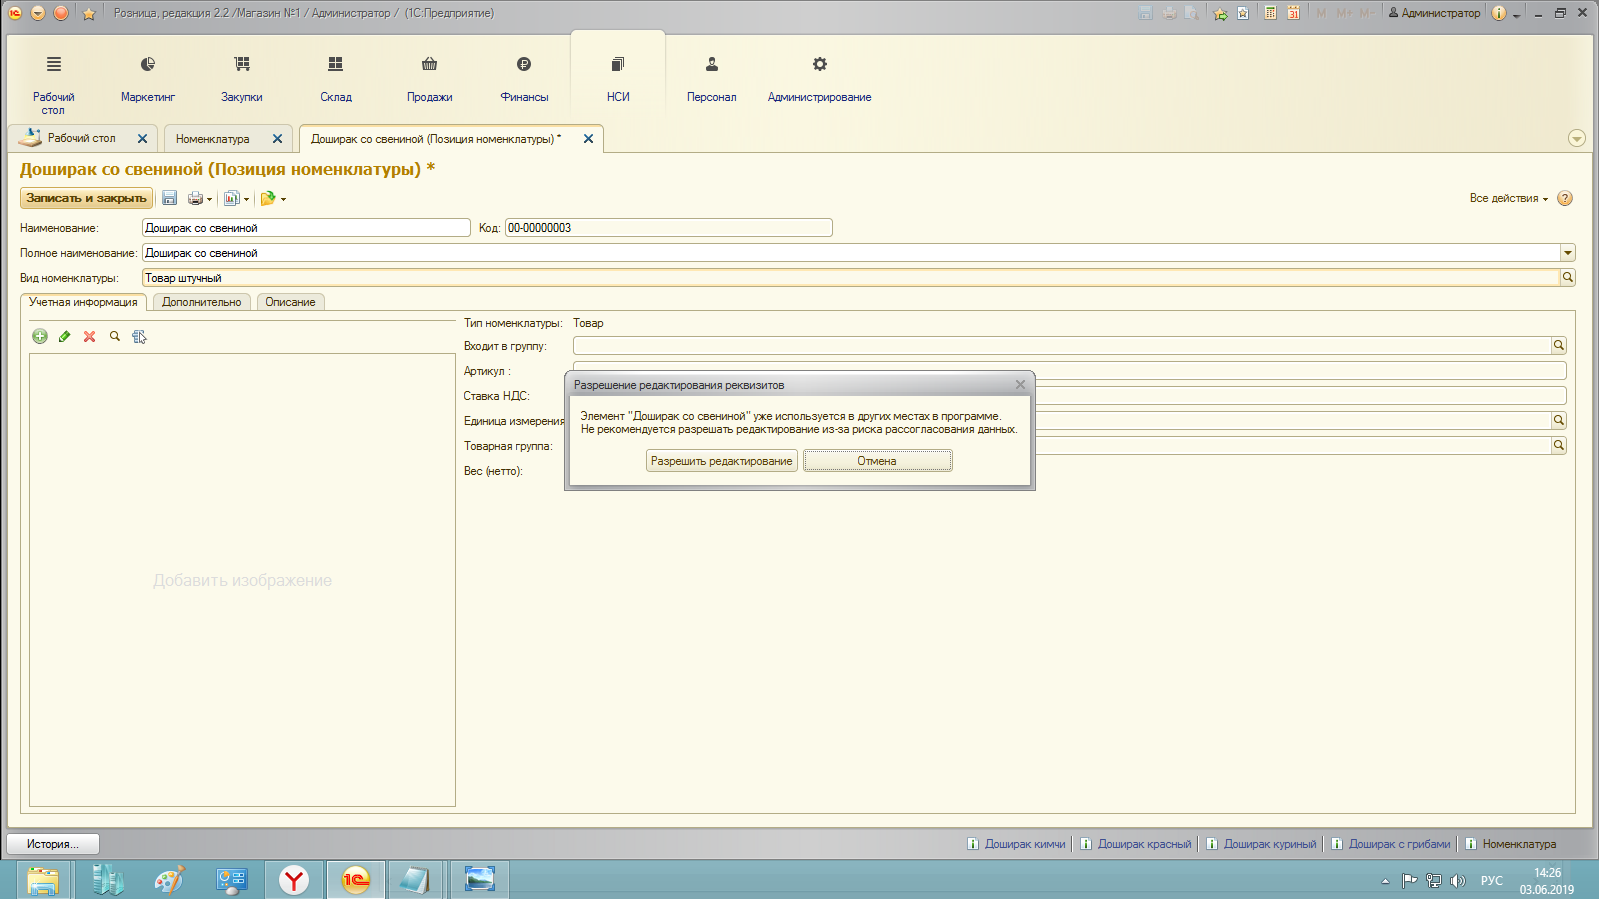 Розница, редакция 2.2 /Магазин №1 / Администратор / (1С:Предприятие)
31
M M+ M-
Администратор
Рабочий стол
Маркетинг
Закупки
Склад
Продажи
Финансы
НСИ
Персонал
Администрирование
Рабочий стол
Номенклатура
Доширак со свениной (Позиция номенклатуры) *
Доширак со свениной (Позиция номенклатуры) *
Записать и закрыть
Все действия
?
Наименование: Доширак со свениной Код: 00-00000003
Полное наименование: Доширак со свениной
Вид номенклатуры: Товар штучный
Учетная информация Дополнительно Описание
Тип номенклатуры: Товар
Входит в группу:
Артикул :
Ставка НДС:
Единица измерения
Товарная группа:
Вес (нетто):
Разрешение редактирования реквизитов
Элемент "Доширак со свениной" уже используется в других местах в программе.
Не рекомендуется разрешать редактирование из-за риска рассогласования данных.
Разрешить редактирование Отмена
Добавить изображение
История...
Доширак кимчи
Доширак красный
Доширак куриный
Доширак с грибами
Номенклатура
РУС
14:26
03.06.2019